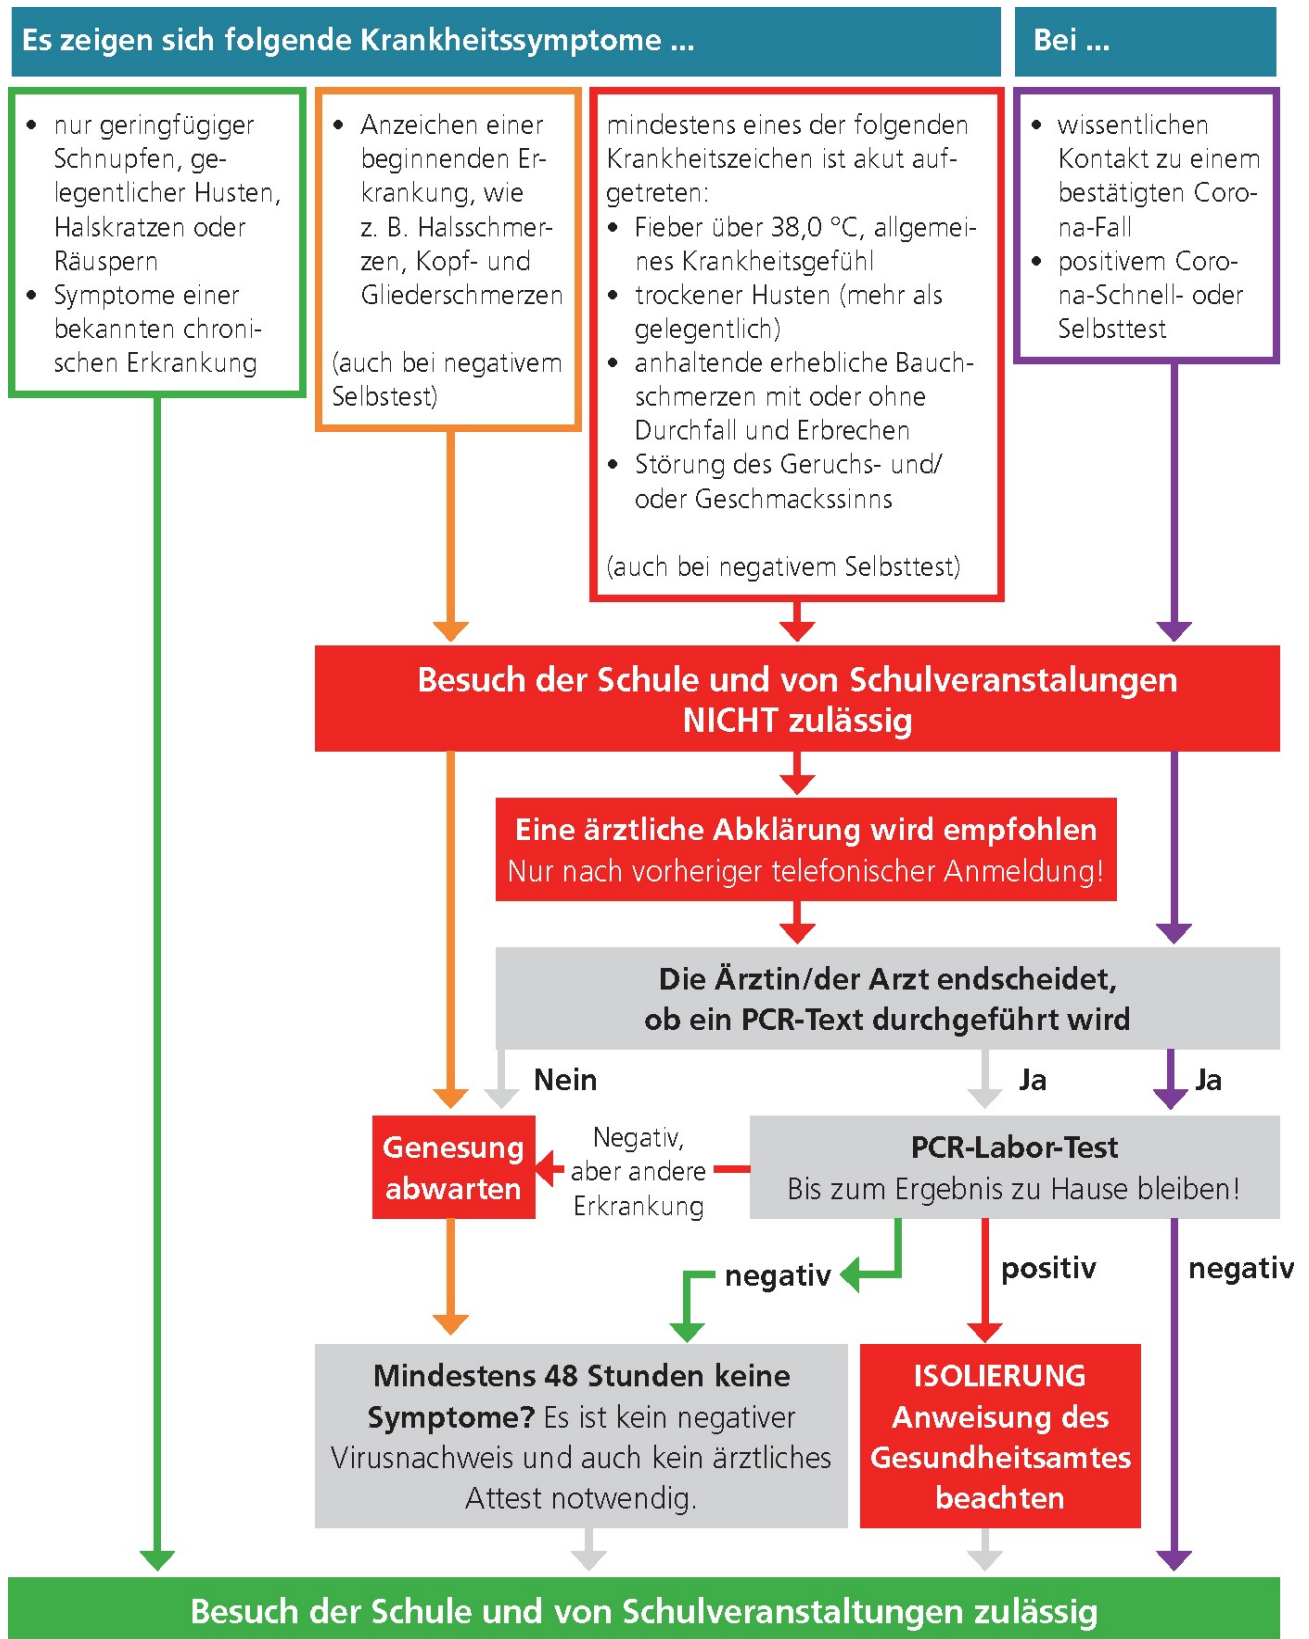 Es zeigen sich folgende Krankheitssymptome ...
Bei ...
• nur geringfügiger
Schnupfen, ge-
legentlicher Husten,
Halskratzen oder
Räuspern
• Symptome einer
bekannten chroni-
schen Erkrankung
• Anzeichen einer
beginnenden Er-
krankung, wie
z. B. Halsschmer-
zen, Kopf- und
Gliederschmerzen
(auch bei negativem
Selbstest)
mindestens eines der folgenden
Krankheitszeichen ist akut auf-
getreten:
• Fieber über 38,0 °C, allgemei-
nes Krankheitsgefühl
• trockener Husten (mehr als
gelegentlich)
• anhaltende erhebliche Bauch-
schmerzen mit oder ohne
Durchfall und Erbrechen
• Störung des Geruchs- und/
oder Geschmackssinns
(auch bei negativem Selbsttest)
• wissentlichen
Kontakt zu einem
bestätigten Coro-
na-Fall
• positivem Coro-
na-Schnell- oder
Selbsttest
Besuch der Schule und von Schulveranstalungen
NICHT zulässig
Eine ärztliche Abklärung wird empfohlen
Nur nach vorheriger telefonischer Anmeldung!
Die Ärztin/der Arzt endscheidet,
ob ein PCR-Text durchgeführt wird
Nein
Ja
Ja
Genesung
abwarten
Negativ,
aber andere
Erkrankung
PCR-Labor-Test
Bis zum Ergebnis zu Hause bleiben!
negativ
positiv
negativ
Mindestens 48 Stunden keine
Symptome? Es ist kein negativer
Virusnachweis und auch kein ärztliches
Attest notwendig.
ISOLIERUNG
Anweisung des
Gesundheitsamtes
beachten
Besuch der Schule und von Schulveranstaltungen zulässig